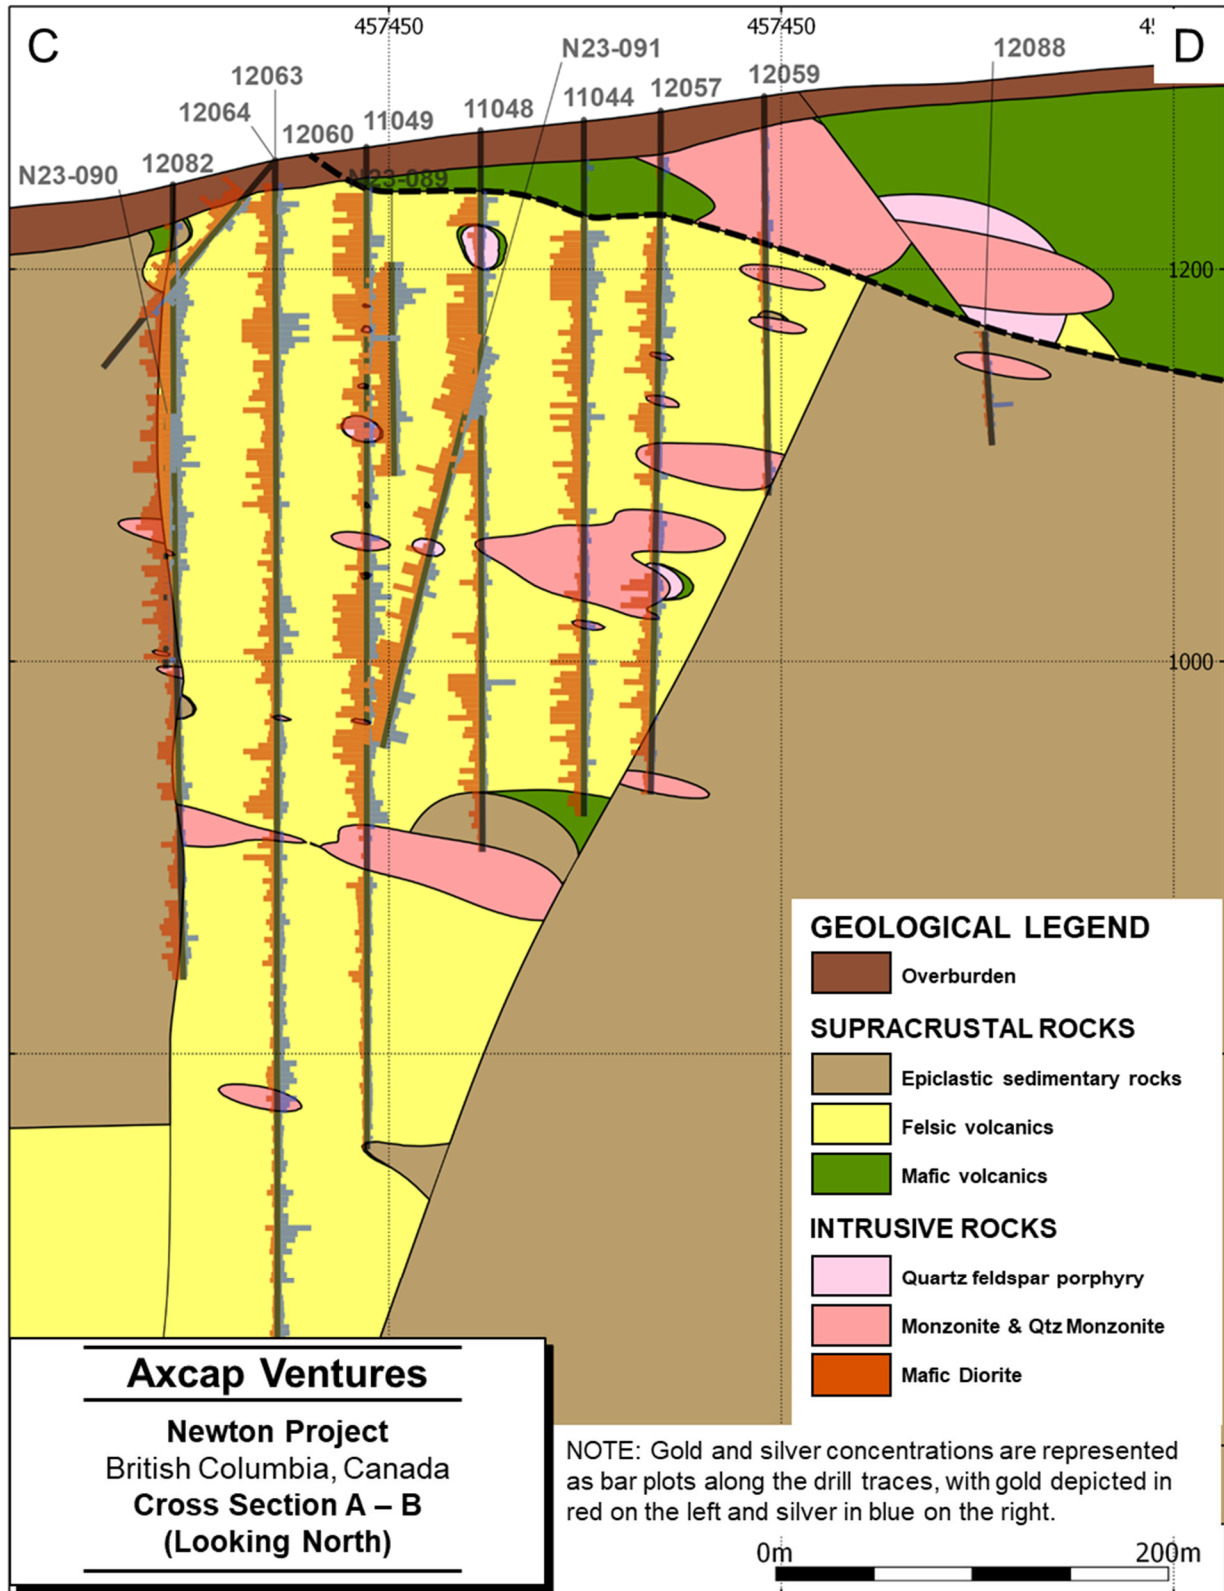 C
457450
457450
D
N23-091
12088
12063
12059
12064
12057
11044
11048
11049
12060
12082
N23-090
N23-089
1200
1000
GEOLOGICAL LEGEND
Overburden
SUPRACRUSTAL ROCKS
Epiclastic sedimentary rocks
Felsic volcanics
Mafic volcanics
INTRUSIVE ROCKS
Quartz feldspar porphyry
Monzonite & Qtz Monzonite
Mafic Diorite
Axcap Ventures
Newton Project
British Columbia, Canada
Cross Section A – B
(Looking North)
NOTE: Gold and silver concentrations are represented
as bar plots along the drill traces, with gold depicted in
red on the left and silver in blue on the right.
0m 200m